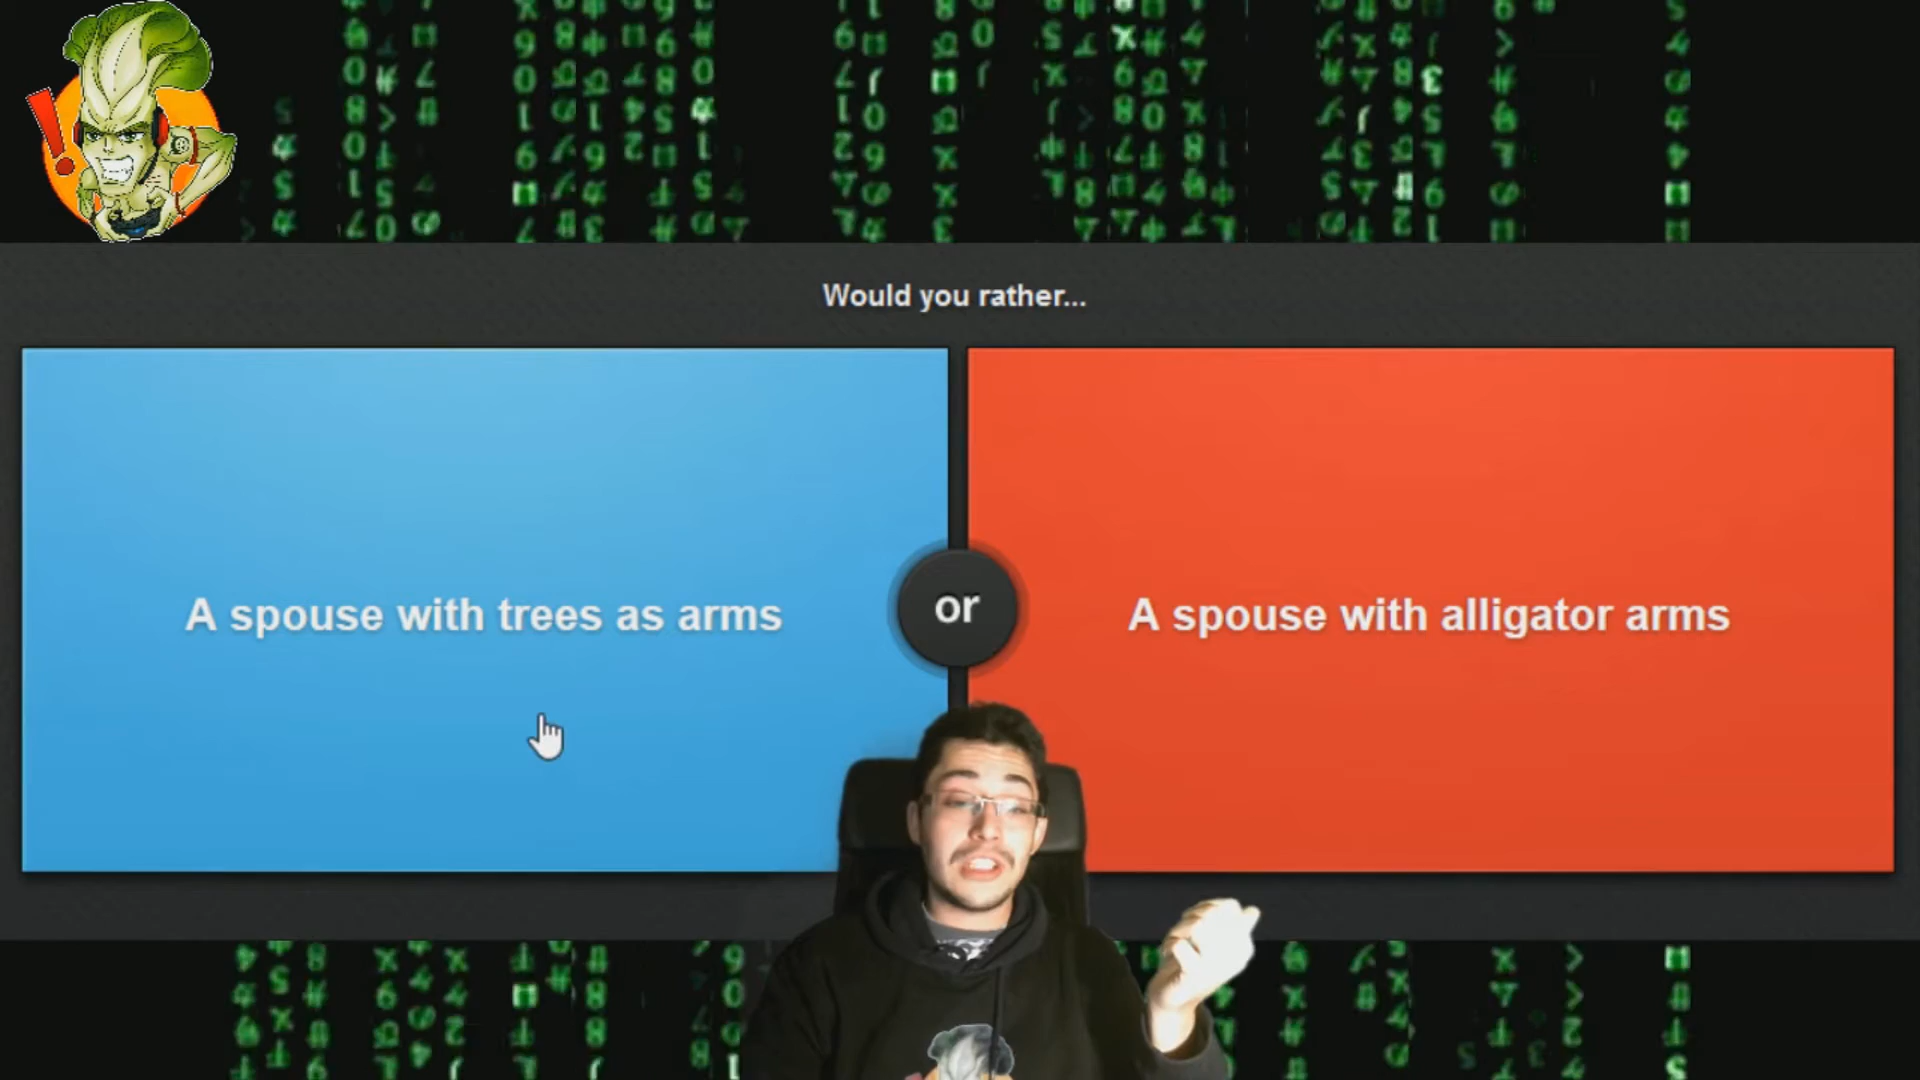 Would you rather...
A spouse with trees as arms
or
A spouse with alligator arms